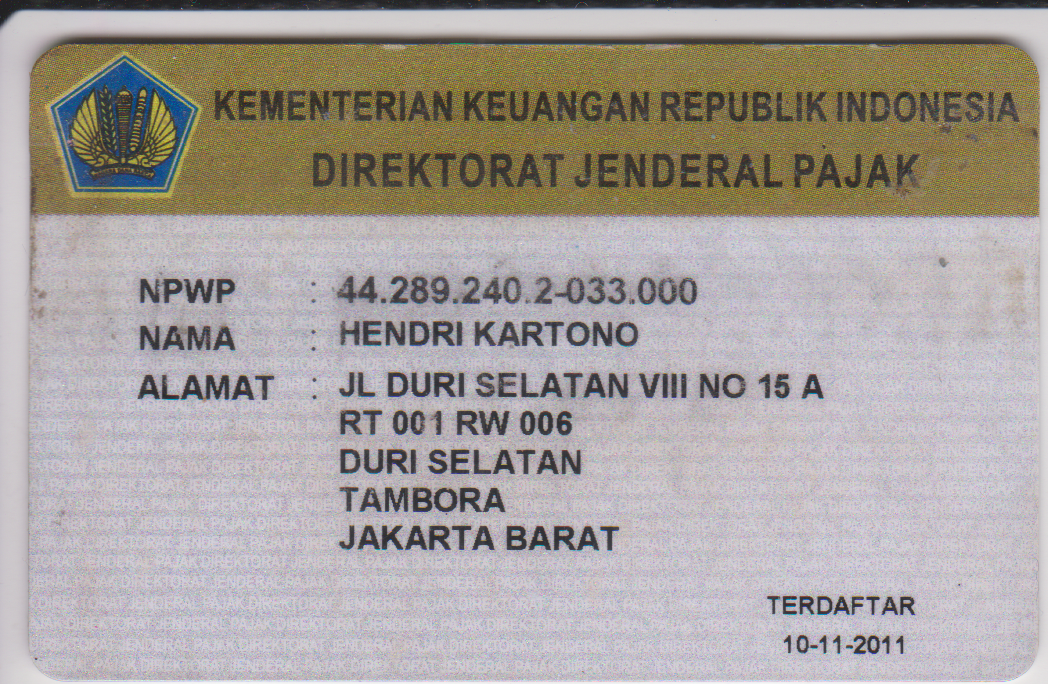 KEMENTERIAN KEUANGAN REPUBLIK INDONESIA
DIREKTORAT JENDERAL PAJAK
NPWP : 44.289.240.2-033.000
NAMA : HENDRI KARTONO
ALAMAT : JL DURI SELATAN VIII NO 15 A
RT 001 RW 006
DURI SELATAN
TAMBORA
JAKARTA BARAT
TERDAFTAR
10-11-2011